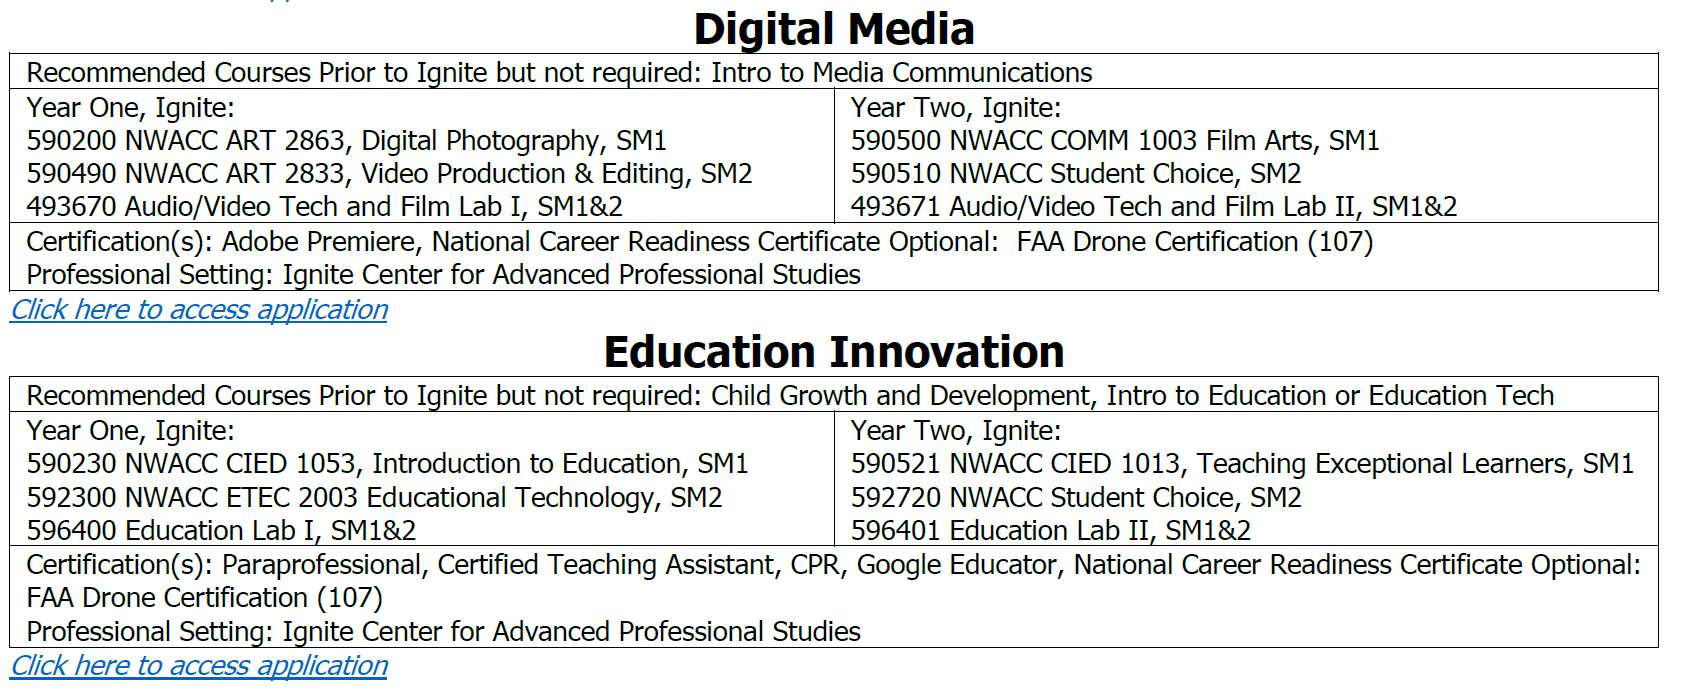 Digital Media
Recommended Courses Prior to Ignite but not required: Intro to Media Communications
Year One, Ignite:
590200 NWACC ART 2863, Digital Photography, SM1
590490 NWACC ART 2833, Video Production & Editing, SM2
493670 Audio/Video Tech and Film Lab I, SM1&2
Year Two, Ignite:
590500 NWACC COMM 1003 Film Arts, SM1
590510 NWACC Student Choice, SM2
493671 Audio/Video Tech and Film Lab II, SM1&2
Certification(s): Adobe Premiere, National Career Readiness Certificate Optional:  FAA Drone Certification (107)
Professional Setting: Ignite Center for Advanced Professional Studies
Click here to access application
Education Innovation
Recommended Courses Prior to Ignite but not required: Child Growth and Development, Intro to Education or Education Tech
Year One, Ignite:
590230 NWACC CIED 1053, Introduction to Education, SM1
592300 NWACC ETEC 2003 Educational Technology, SM2
596400 Education Lab I, SM1&2
Year Two, Ignite:
590521 NWACC CIED 1013, Teaching Exceptional Learners, SM1
592720 NWACC Student Choice, SM2
596401 Education Lab II, SM1&2
Certification(s): Paraprofessional, Certified Teaching Assistant, CPR, Google Educator, National Career Readiness Certificate Optional:
FAA Drone Certification (107)
Professional Setting: Ignite Center for Advanced Professional Studies
Click here to access application